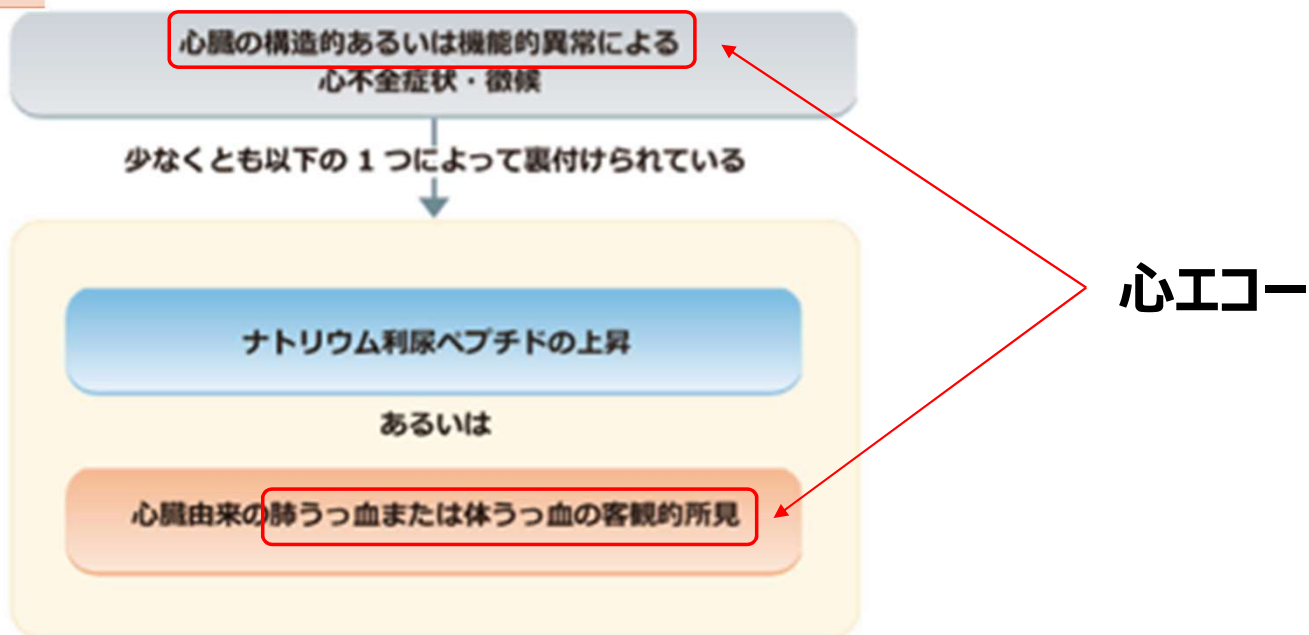 心臓の構造的あるいは機能的異常による
心不全症状・徴候
少なくとも以下の 1 つによって裏付けられている
ナトリウム利尿ペプチドの上昇
あるいは
心臓由来の肺うっ血または体うっ血の客観的所見
心エコー